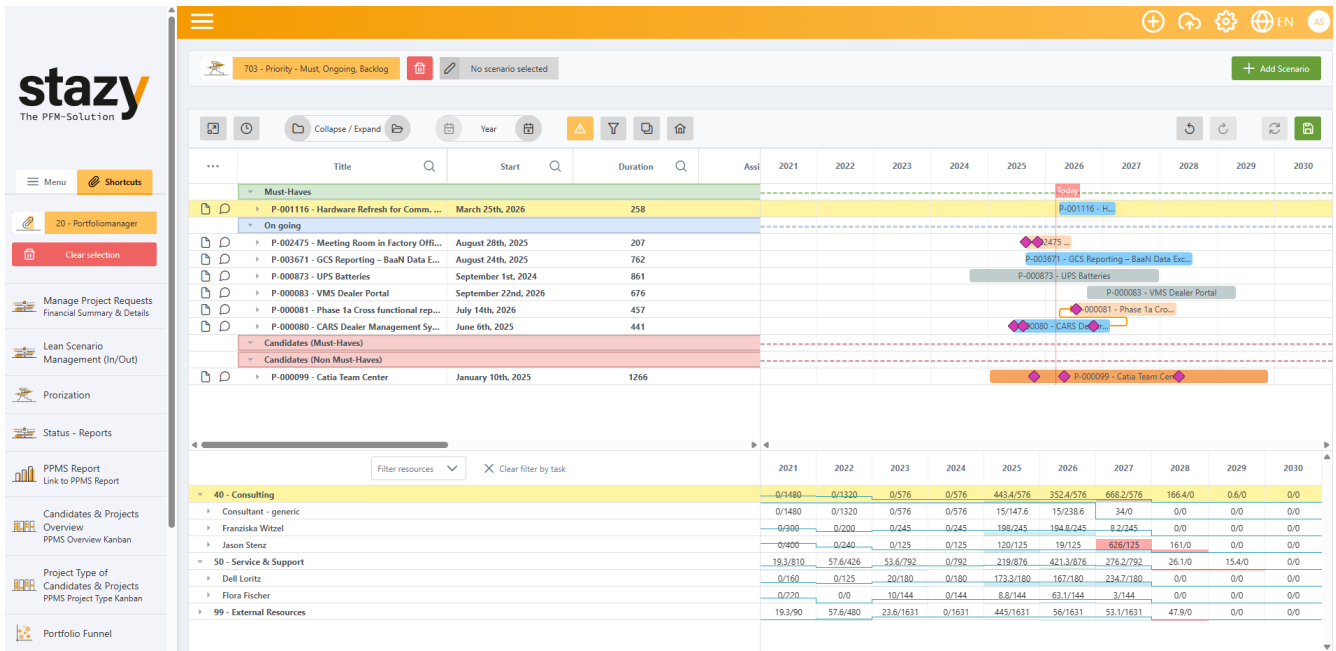 EN
AS
stazy
The PFM-Solution
Menu
Shortcuts
20 - Portfoliomanager
Clear selection
Manage Project Requests
Financial Summary & Details
Lean Scenario
Management (In/Out)
Prorization
Status - Reports
PPMS Report
Link to PPMS Report
Candidates & Projects
Overview
PPMS Overview Kanban
Project Type of
Candidates & Projects
PPMS Project Type Kanban
Portfolio Funnel
703 - Priority - Must, Ongoing, Backlog
No scenario selected
Add Scenario
Collapse / Expand
Year
... Title Start Duration Assi 2021 2022 2023 2024 2025 2026 2027 2028 2029 2030
Must-Haves Today
P-001116 - Hardware Refresh for Comm. ... March 25th, 2026 258 P-001116 - H...
On going
P-002475 - Meeting Room in Factory Offi... August 28th, 2025 207 2475 ...
P-003671 - GCS Reporting – BaaN Data E... August 24th, 2025 762 P-003671 - GCS Reporting – BaaN Data Exc...
P-000873 - UPS Batteries September 1st, 2024 861 P-000873 - UPS Batteries
P-000083 - VMS Dealer Portal September 22nd, 2026 676 P-000083 - VMS Dealer Portal
P-000081 - Phase 1a Cross functional rep... July 14th, 2026 457 -000081 - Phase 1a Cro...
P-000080 - CARS Dealer Management Sy... June 6th, 2025 441 0080 - CARS De
Candidates (Must-Haves)
Candidates (Non Must-Haves)
P-000099 - Catia Team Center January 10th, 2025 1266 P-000099 - Catia Team Cen
Filter resources Clear filter by task 2021 2022 2023 2024 2025 2026 2027 2028 2029 2030
40 - Consulting 0/1480 0/1320 0/576 0/576 443.4/576 352.4/576 668.2/576 166.4/0 0.6/0 0/0
Consultant - generic 0/1480 0/1320 0/576 0/576 15/147.6 15/238.6 34/0 0/0 0/0 0/0
Franziska Witzel 0/300 0/200 0/245 0/245 198/245 194.8/245 8.2/245 0/0 0/0 0/0
Jason Stenz 0/400 0/240 0/125 0/125 120/125 19/125 626/125 161/0 0/0 0/0
50 - Service & Support 19.3/810 57.6/426 53.6/792 0/792 219/876 421.3/876 276.2/792 26.1/0 15.4/0 0/0
Dell Loritz 0/160 0/125 20/180 0/180 173.3/180 167/180 234.7/180 0/0 0/0 0/0
Flora Fischer 0/220 0/0 10/144 0/144 8.8/144 63.1/144 3/144 0/0 0/0 0/0
99 - External Resources 19.3/90 57.6/480 23.6/1631 0/1631 445/1631 56/1631 53.1/1631 47.9/0 0/0 0/0